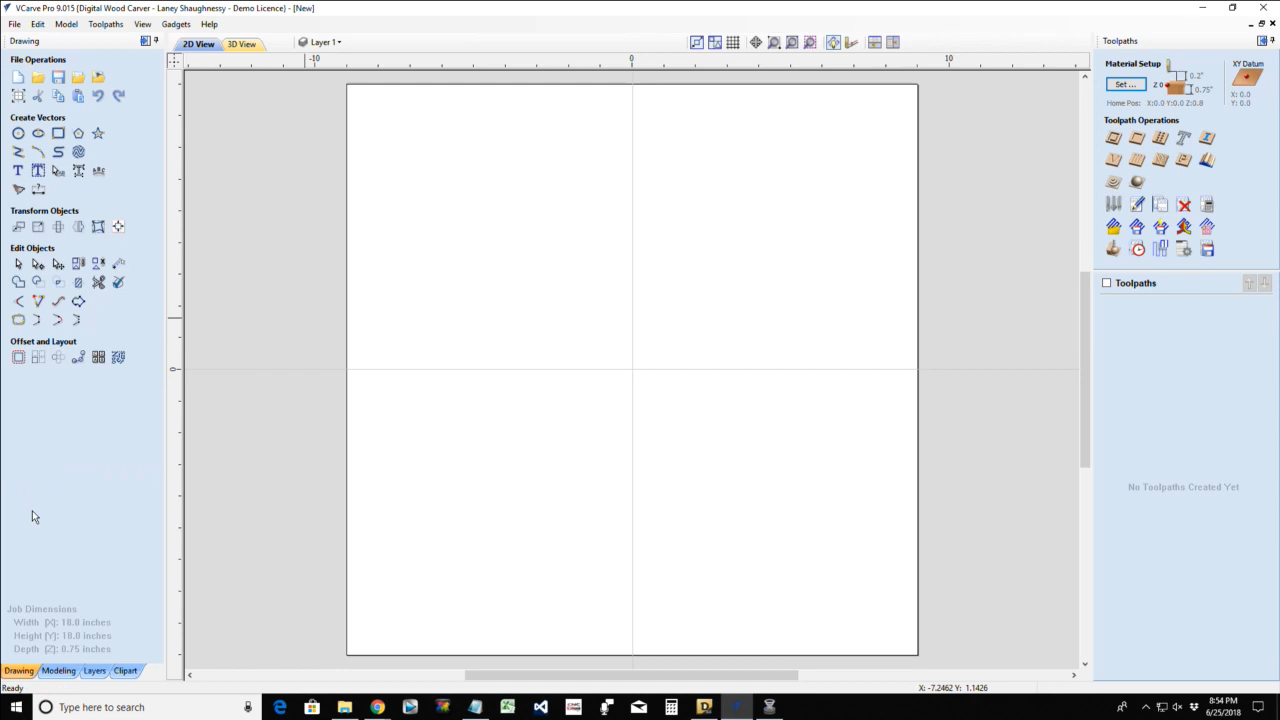 VCarve Pro 9.015 {Digital Wood Carver - Laney Shaughnessy - Demo Licence} - [New]
File Edit Model Toolpaths View Gadgets Help
Drawing
2D View 3D View Layer 1
Toolpaths
File Operations
Create Vectors
Transform Objects
Edit Objects
Offset and Layout
Job Dimensions
Width (X): 18.0 inches
Height (Y): 18.0 inches
Depth (Z): 0.75 inches
Drawing Modeling Layers Clipart
Ready
-10 0 10
0
X: -7.2462 Y: 1.1426
Material Setup
Set ...
Z 0
0.2"
0.75"
XY Datum
X: 0.0
Y: 0.0
Home Pos: X:0.0 Y:0.0 Z:0.8
Toolpath Operations
Toolpaths
No Toolpaths Created Yet
Type here to search
8:54 PM
6/25/2018